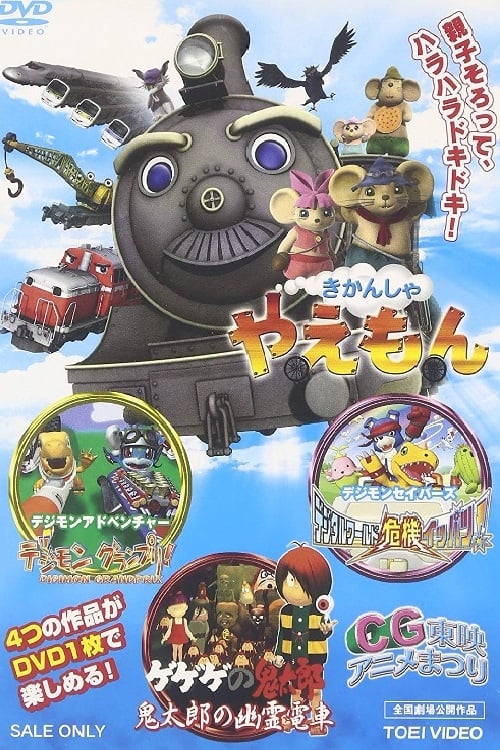 DVD
VIDEO
親子そろって、
ハラハラドキドキ!
きかんしゃ
やえもん
デジモンアドベンチャー
デジモン グランプリ!
DIGIMON GRANDPRIX
デジモンセイバーズ
デジタルワールド危機イッパツ!
ゲゲゲの鬼太郎
鬼太郎の幽霊電車
4つの作品が
DVD1枚で
楽しめる!
CG東映
アニメまつり
全国劇場公開作品
SALE ONLY
TOEI VIDEO